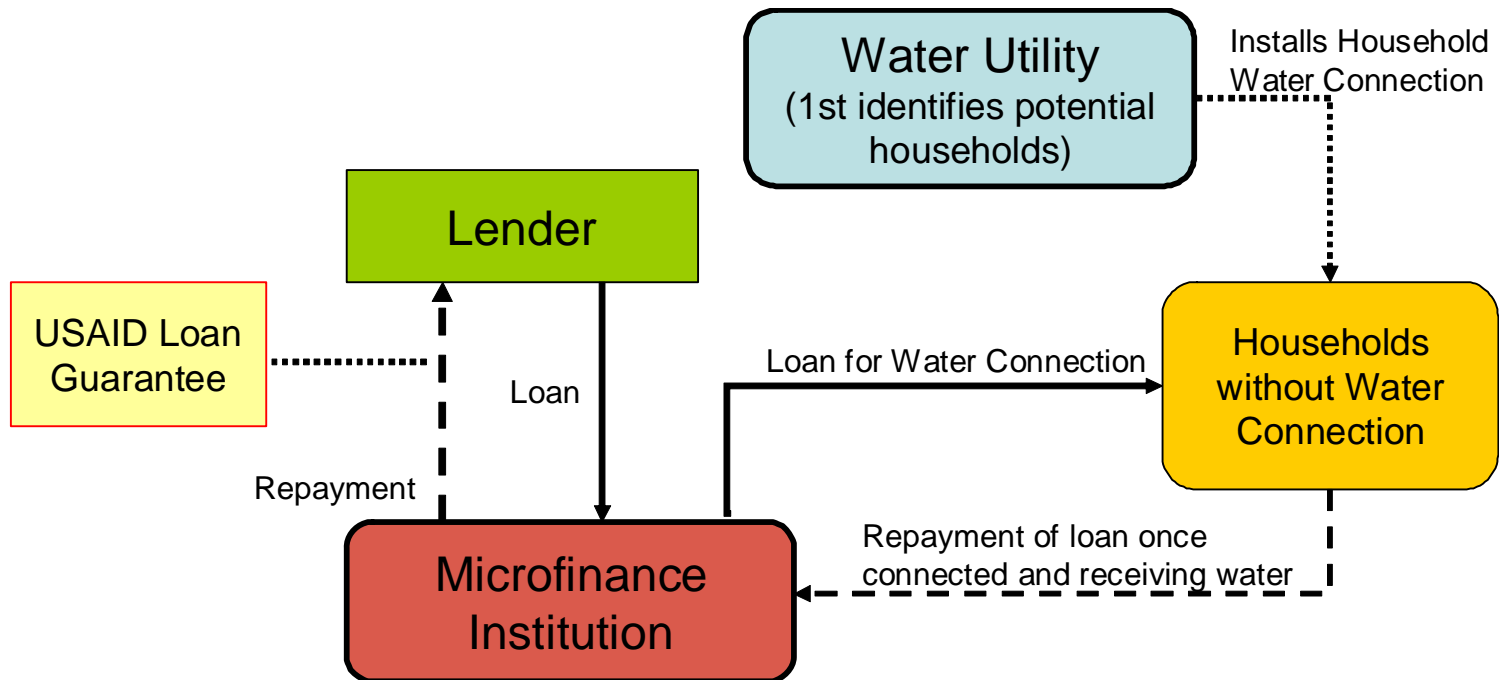 Water Utility
(1st identifies potential
households)
Installs Household
Water Connection
Lender
USAID Loan
Guarantee
Loan
Repayment
Loan for Water Connection
Households
without Water
Connection
Repayment of loan once
connected and receiving water
Microfinance
Institution